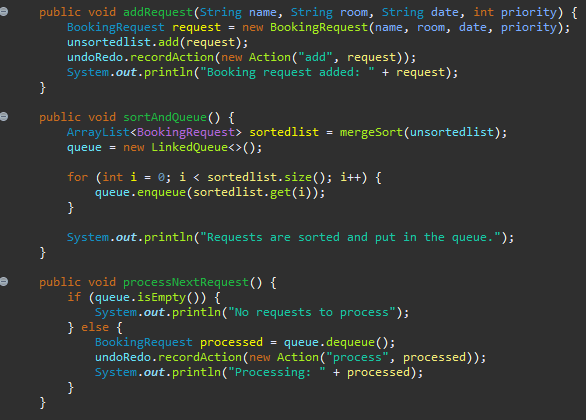 public void addRequest(String name, String room, String date, int priority) {
    BookingRequest request = new BookingRequest(name, room, date, priority);
    unsortedlist.add(request);
    undoRedo.recordAction(new Action("add", request));
    System.out.println("Booking request added: " + request);
}
public void sortAndQueue() {
    ArrayList<BookingRequest> sortedlist = mergeSort(unsortedlist);
    queue = new LinkedQueue<>();
    for (int i = 0; i < sortedlist.size(); i++) {
        queue.enqueue(sortedlist.get(i));
    }
    System.out.println("Requests are sorted and put in the queue.");
}
public void processNextRequest() {
    if (queue.isEmpty()) {
        System.out.println("No requests to process");
    } else {
        BookingRequest processed = queue.dequeue();
        undoRedo.recordAction(new Action("process", processed));
        System.out.println("Processing: " + processed);
    }
}